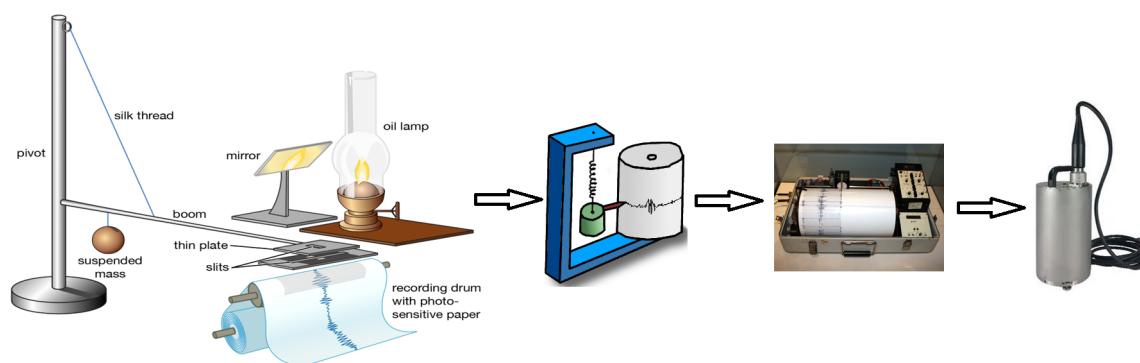 silk thread
pivot
oil lamp
mirror
boom
thin plate
suspended
mass
slits
recording drum
with photo-
sensitive paper